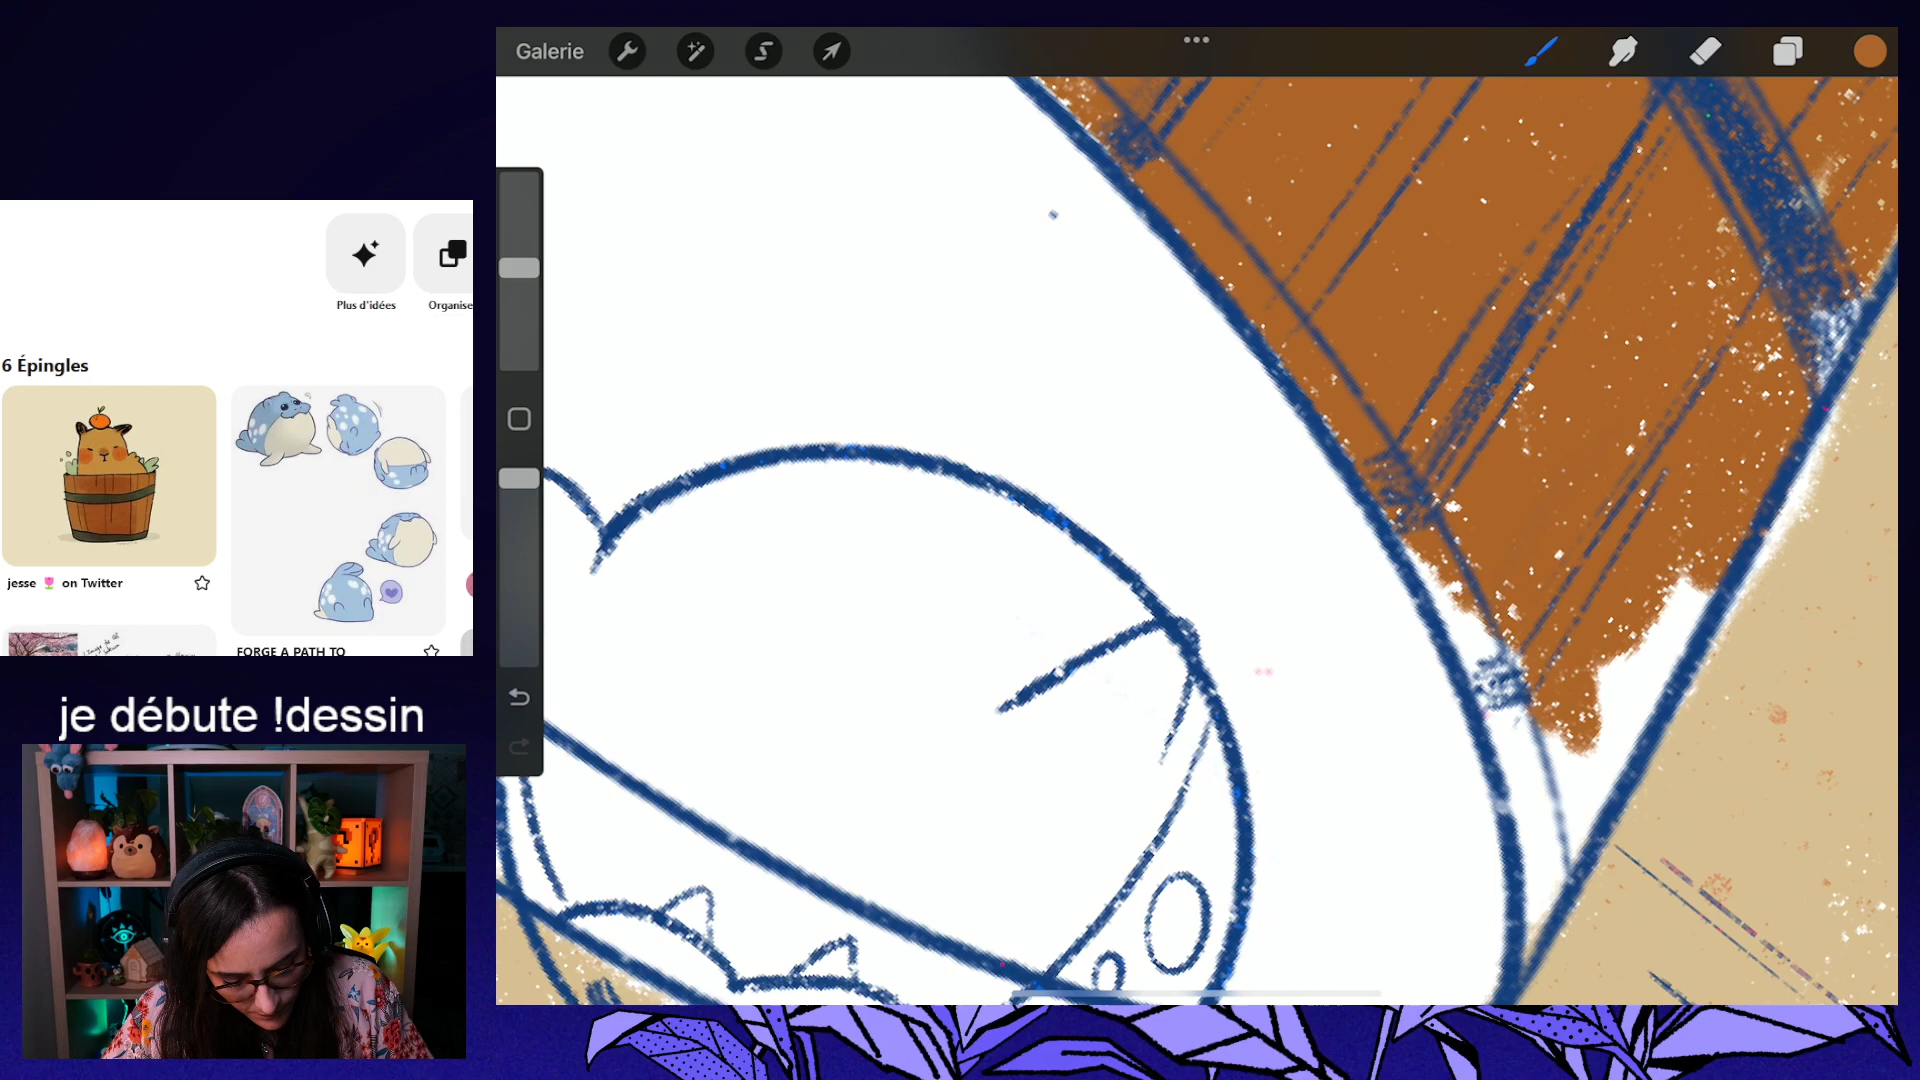 Galerie
Plus d'idées
Organise
6 Épingles
jesse 🌷 on Twitter
FORGE A PATH TO
je débute !dessin